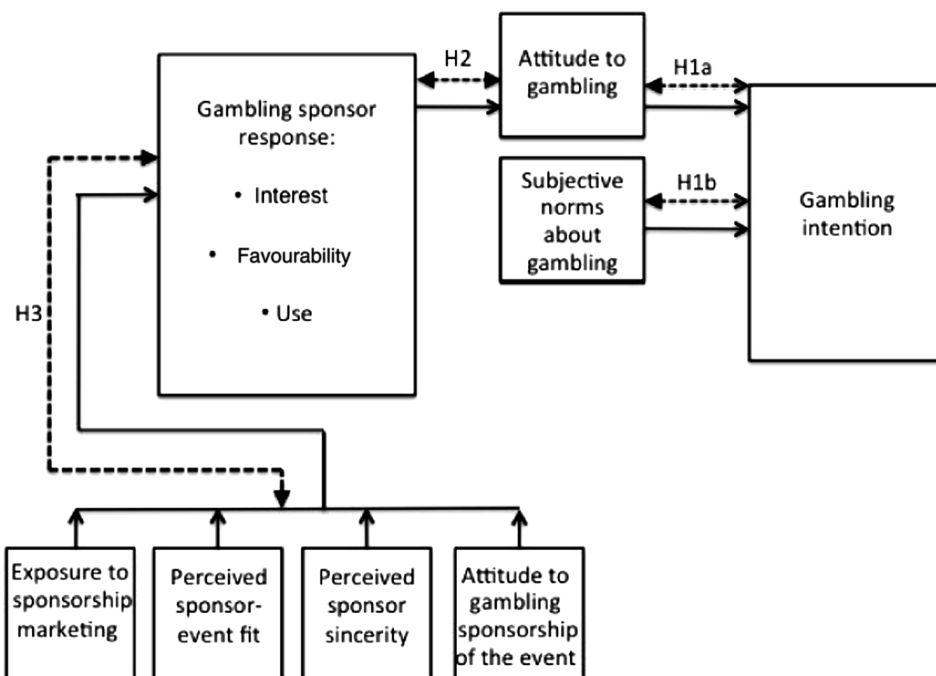 Gambling sponsor
response:
• Interest
• Favourability
• Use
H2
Attitude to
gambling
H1a
Subjective
norms
about
gambling
H1b
Gambling
intention
H3
Exposure to
sponsorship
marketing
Perceived
sponsor-
event fit
Perceived
sponsor
sincerity
Attitude to
gambling
sponsorship
of the event